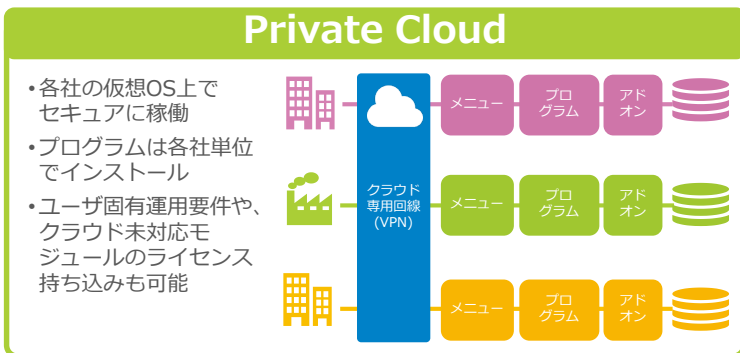 Private Cloud
•各社の仮想OS上で
セキュアに稼働
•プログラムは各社単位
でインストール
•ユーザ固有運用要件や、
クラウド未対応モ
ジュールのライセンス
持ち込みも可能
クラウド
専用回線
(VPN)
メニュー
プロ
グラム
アド
オン
メニュー
プロ
グラム
アド
オン
メニュー
プロ
グラム
アド
オン